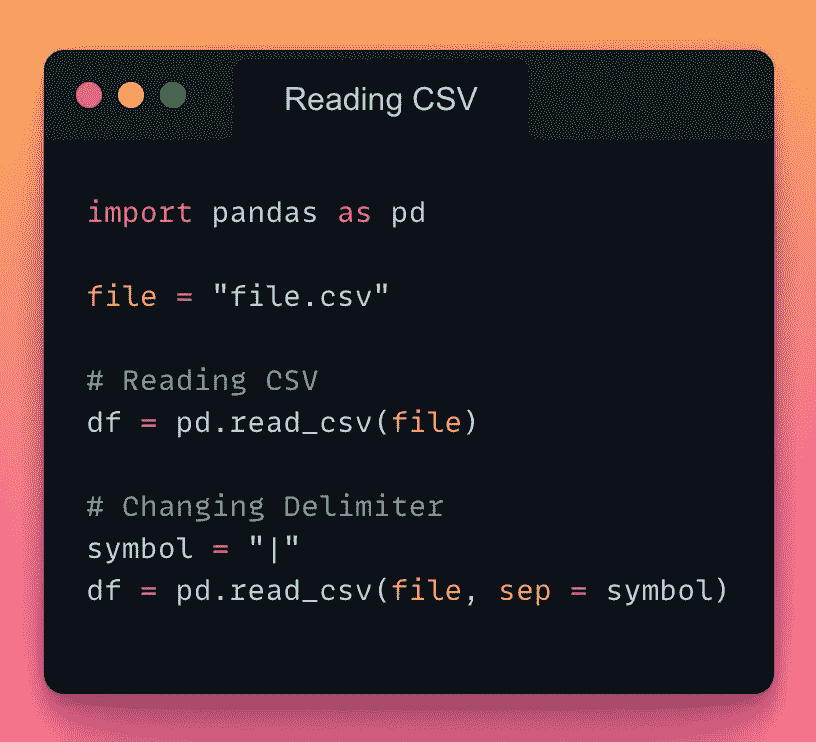 Reading CSV
import pandas as pd
file = "file.csv"
# Reading CSV
df = pd.read_csv(file)
# Changing Delimiter
symbol = "|"
df = pd.read_csv(file, sep = symbol)